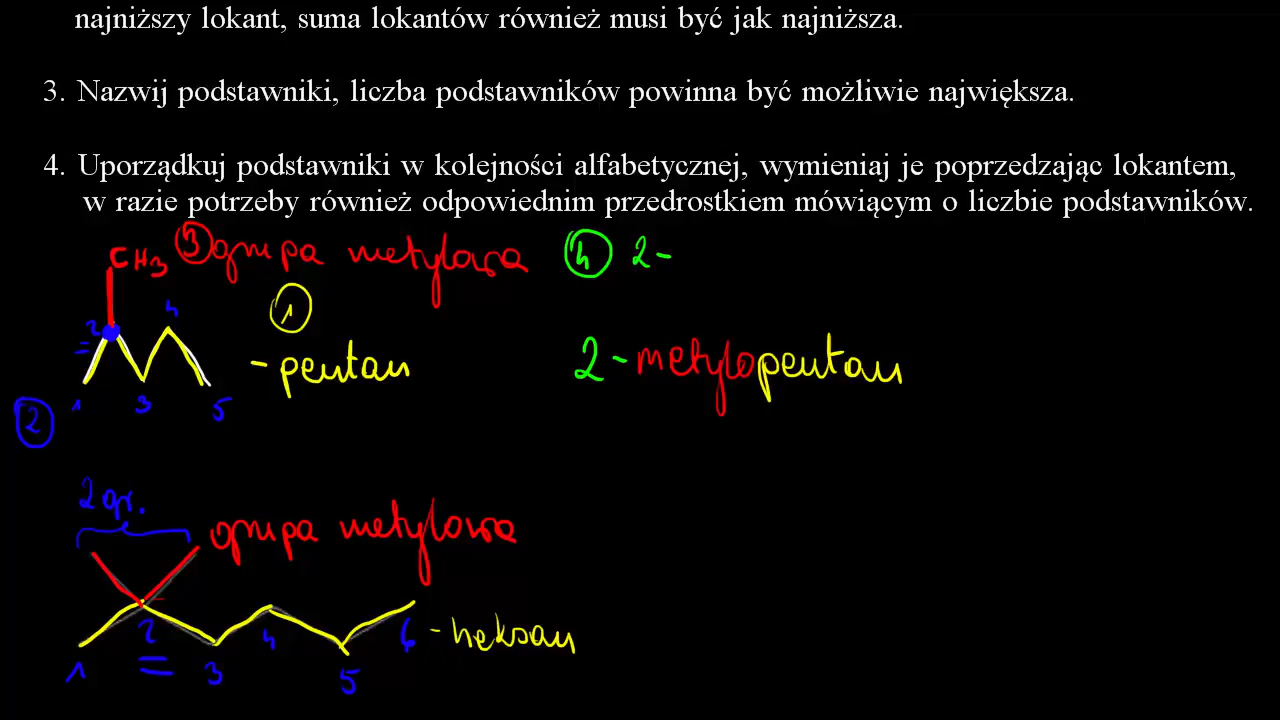 najniższy lokant, suma lokantów również musi być jak najniższa.
3. Nazwij podstawniki, liczba podstawników powinna być możliwie największa.
4. Uporządkuj podstawniki w kolejności alfabetycznej, wymieniaj je poprzedzając lokantem,
w razie potrzeby również odpowiednim przedrostkiem mówiącym o liczbie podstawników.
CH3 3 grupa metylowa 4 2-
1
2 4
-pentan 2-metylopentan
1 3 5
2
2 gr.
grupa metylowa
2 4 6 -heksan
1 3 5